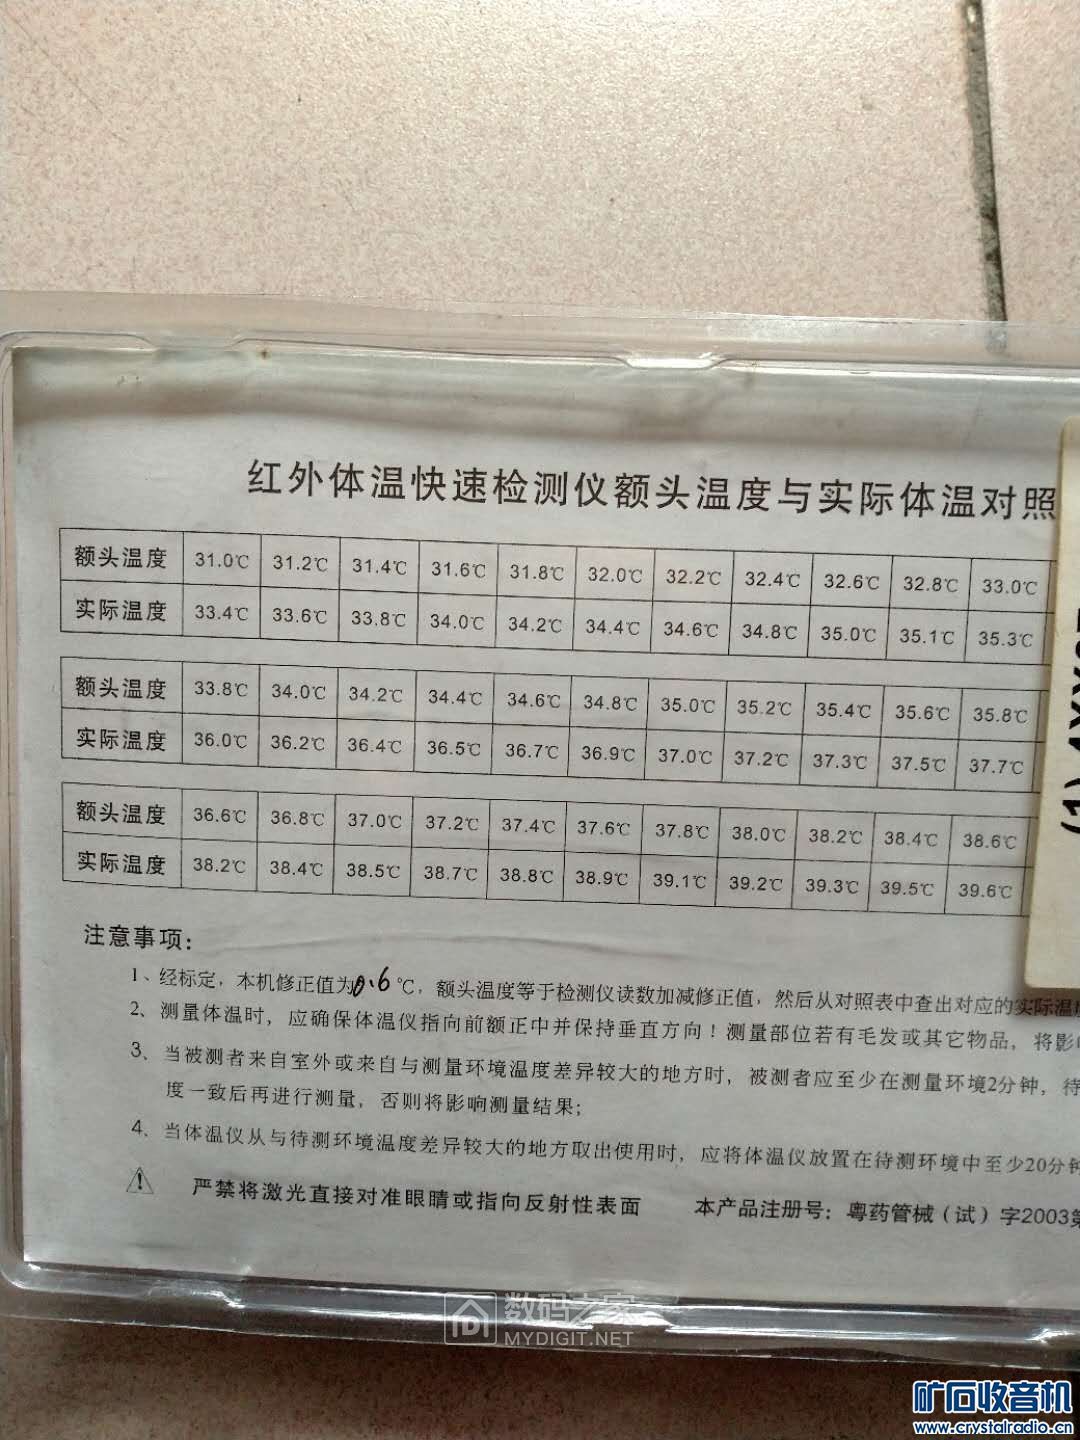 红外体温快速检测仪额头温度与实际体温对照
额头温度 31.0℃ 31.2℃ 31.4℃ 31.6℃ 31.8℃ 32.0℃ 32.2℃ 32.4℃ 32.6℃ 32.8℃ 33.0℃
实际温度 33.4℃ 33.6℃ 33.8℃ 34.0℃ 34.2℃ 34.4℃ 34.6℃ 34.8℃ 35.0℃ 35.1℃ 35.3℃
额头温度 33.8℃ 34.0℃ 34.2℃ 34.4℃ 34.6℃ 34.8℃ 35.0℃ 35.2℃ 35.4℃ 35.6℃ 35.8℃
实际温度 36.0℃ 36.2℃ 36.4℃ 36.5℃ 36.7℃ 36.9℃ 37.0℃ 37.2℃ 37.3℃ 37.5℃ 37.7℃
额头温度 36.6℃ 36.8℃ 37.0℃ 37.2℃ 37.4℃ 37.6℃ 37.8℃ 38.0℃ 38.2℃ 38.4℃ 38.6℃
实际温度 38.2℃ 38.4℃ 38.5℃ 38.7℃ 38.8℃ 38.9℃ 39.1℃ 39.2℃ 39.3℃ 39.5℃ 39.6℃
注意事项：
1、经标定，本机修正值为0.6℃，额头温度等于检测仪读数加减修正值，然后从对照表中查出对应的实际温
2、测量体温时，应确保体温仪指向前额正中并保持垂直方向！测量部位若有毛发或其它物品，将影
3、当被测者来自室外或来自与测量环境温度差异较大的地方时，被测者应至少在测量环境2分钟，待
度一致后再进行测量，否则将影响测量结果；
4、当体温仪从与待测环境温度差异较大的地方取出使用时，应将体温仪放置在待测环境中至少20分钟
严禁将激光直接对准眼睛或指向反射性表面 本产品注册号：粤药管械（试）字2003第
数码之家
MYDIGIT.NET
矿石收音机
www.crystalradio.cn